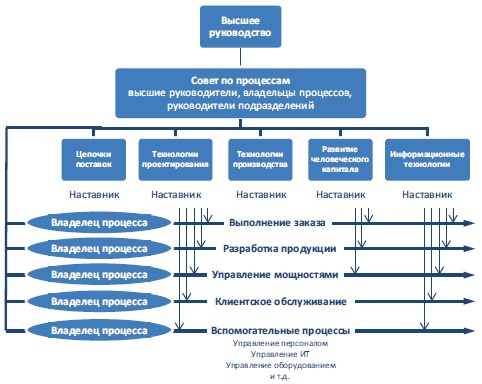 Высшее
руководство
Совет по процессам
высшие руководители, владельцы процессов,
руководители подразделений
Цепочки
поставок
Технологии
проектирования
Технологии
производства
Развитие
человеческого
капитала
Информационные
технологии
Наставник
Наставник
Наставник
Наставник
Наставник
Владелец процесса
Выполнение заказа
Владелец процесса
Разработка продукции
Владелец процесса
Управление мощностями
Владелец процесса
Клиентское обслуживание
Владелец процесса
Вспомогательные процессы
Управление персоналом
Управление ИТ
Управление оборудованием
и т.д.